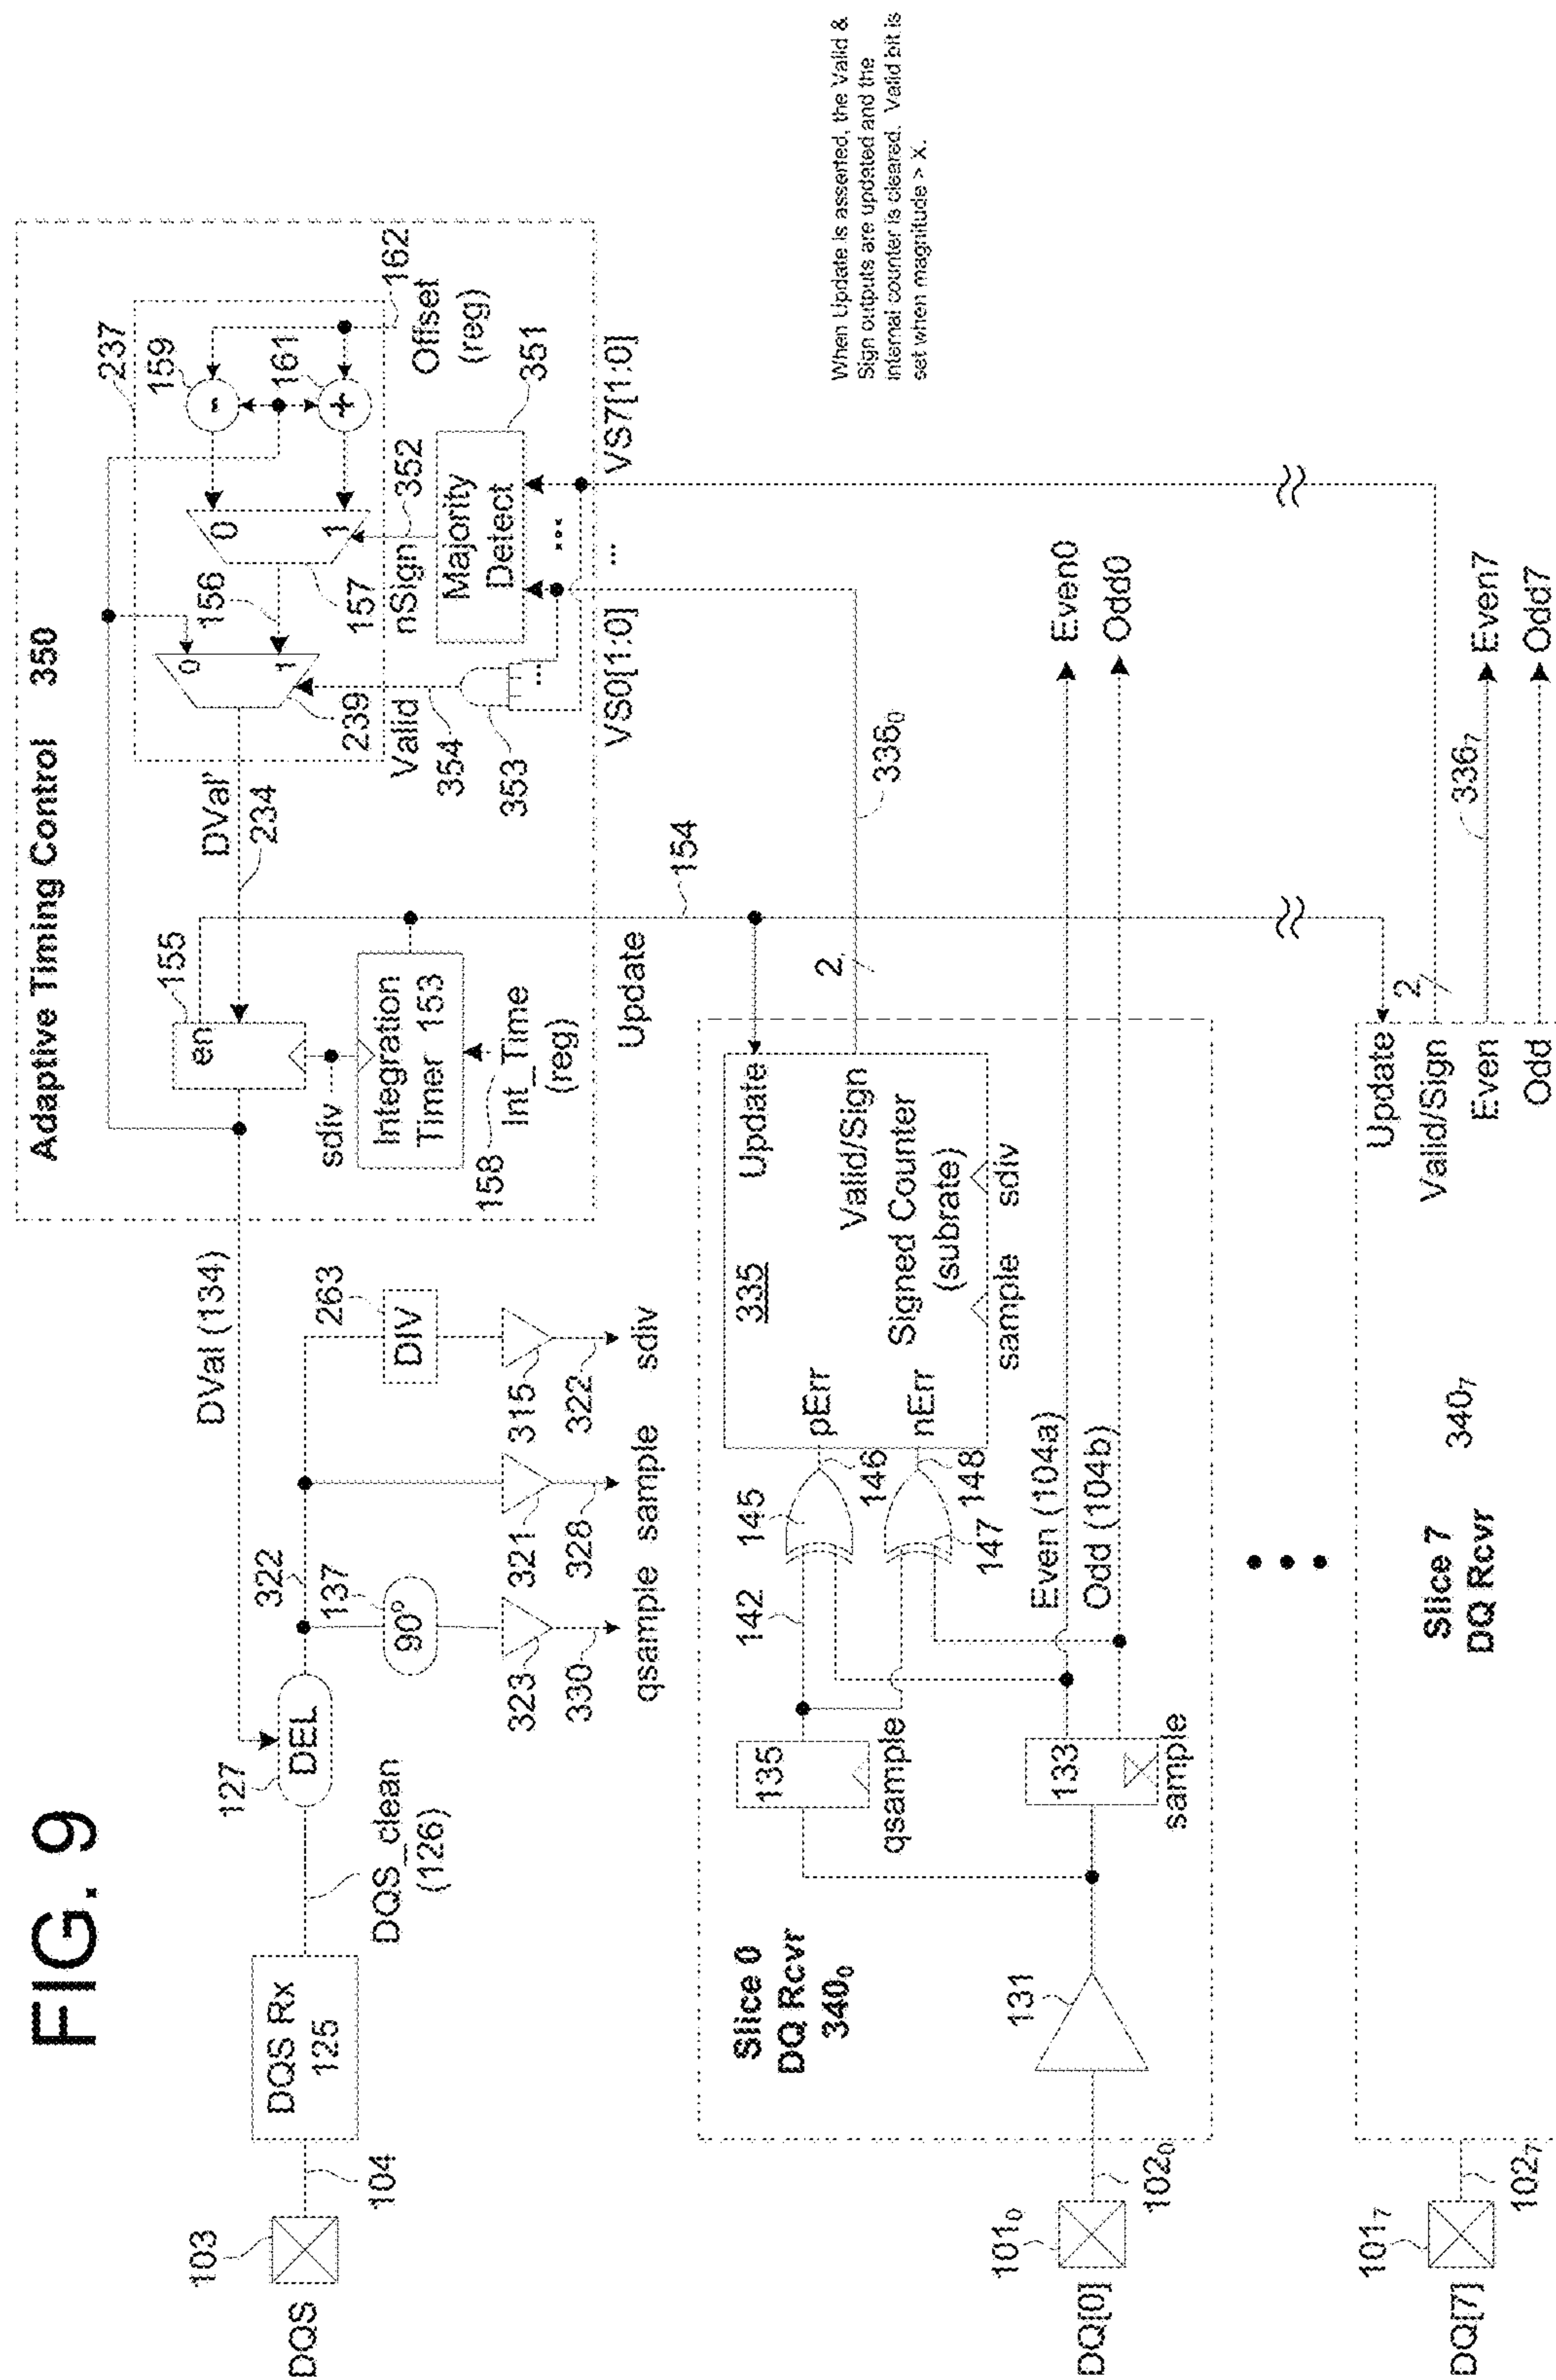 FIG. 9
Adaptive Timing Control 350
237
159
161
162
Offset
(reg)
0
1
156
157
0
1
239
DVal'
234
155
en
sdiv
Integration
Timer 153
158
Int_Time
(reg)
Valid
354
353
nSign
352
Majority
Detect
351
...
VS0[1:0]
...
VS7[1:0]
Update
154
DQS
103
104
DQS Rx
125
DQS_clean
(126)
127
DEL
DVal (134)
322
137
90°
263
DIV
323
330
qsample
321
328
sample
315
322
sdiv
When Update is asserted, the Valid &
Sign outputs are updated and the
internal counter is cleared. Valid bit is
set when magnitude > X.
Slice 0
DQ Rcvr
340₀
DQ[0]
101₀
102₀
131
135
qsample
133
sample
142
145
146
147
148
pErr
nErr
335
Update
Valid/Sign
Signed Counter
(subrate)
sample
sdiv
2
336₀
Even (104a)
Odd (104b)
Even0
Odd0
DQ[7]
101₇
102₇
Slice 7
DQ Rcvr
340₇
Update
Valid/Sign
Even
Odd
2
336₇
Even7
Odd7